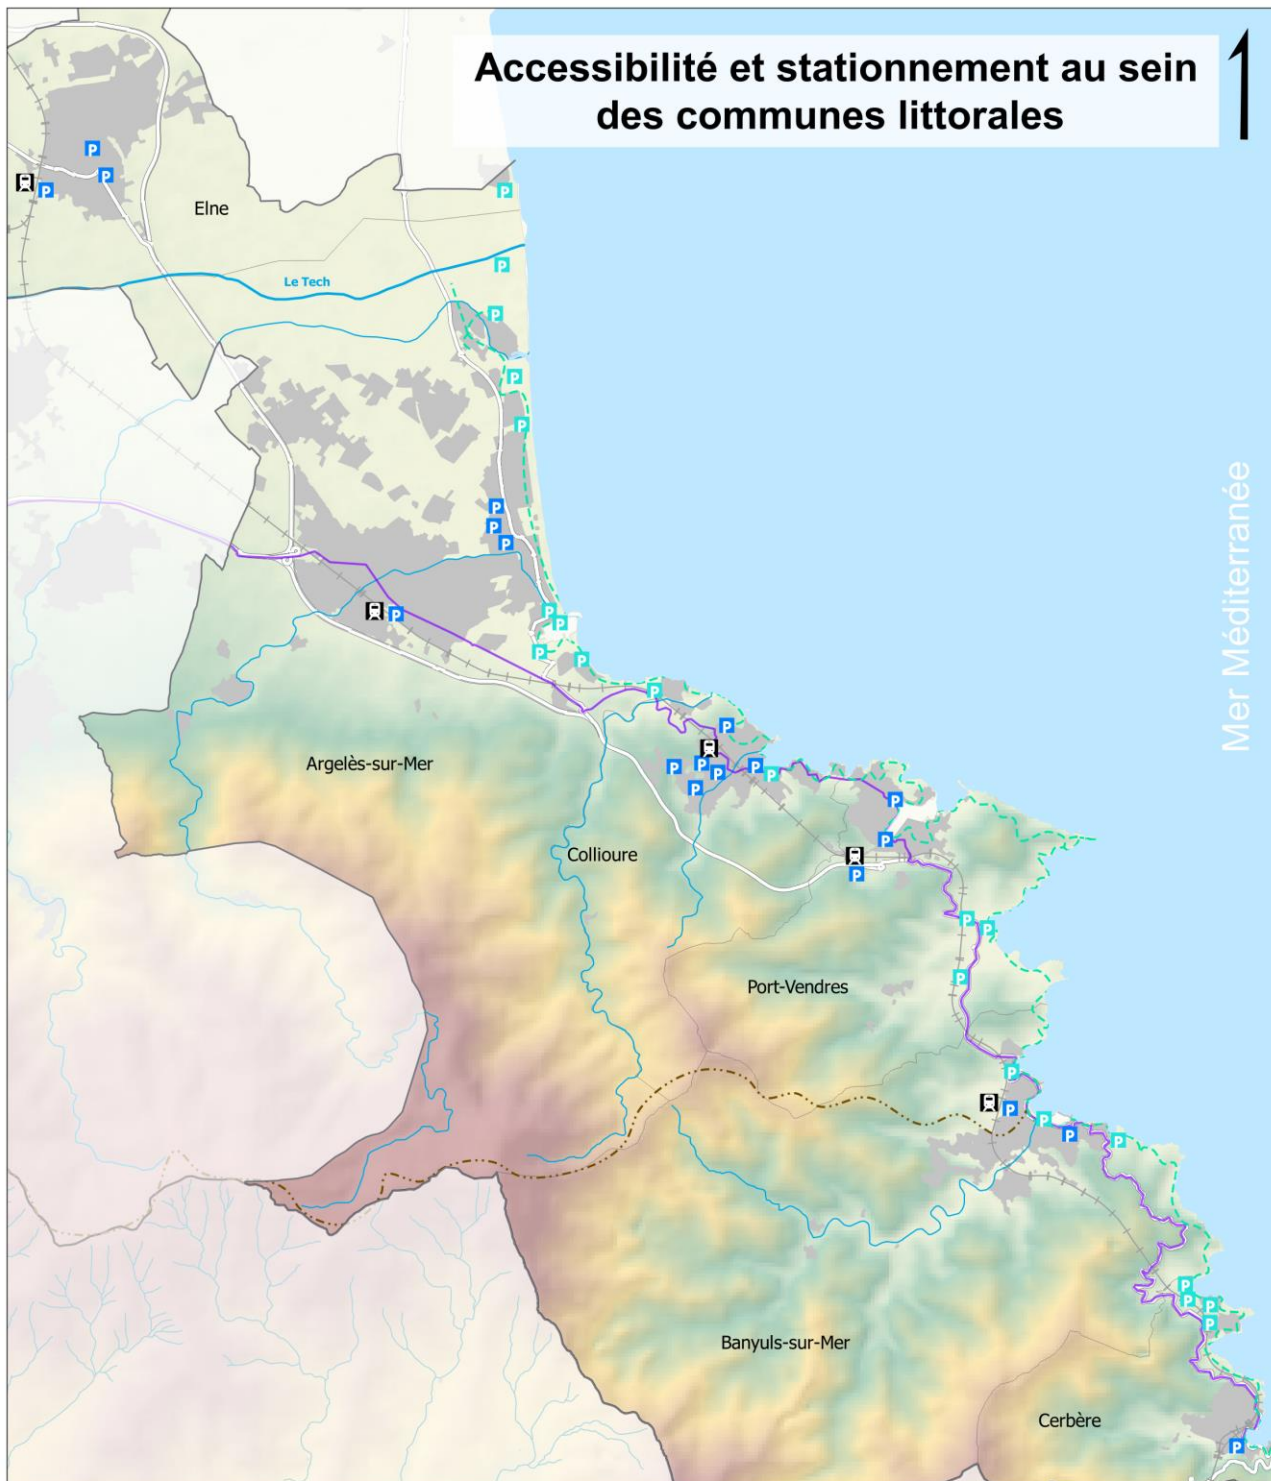 Accessibilité et stationnement au sein
des communes littorales
P
P
P
P
Elne
Le Tech
P
P
P
P
P
P
P
P
Mer Méditerranée
P
P
P
P
P
P
P
P
P
P
P
P
Argelès-sur-Mer
P
P
P
P
Collioure
P
P
P
P
Port-Vendres
P
P
P
P
P
P
P
P
P
Banyuls-sur-Mer
Cerbère
P